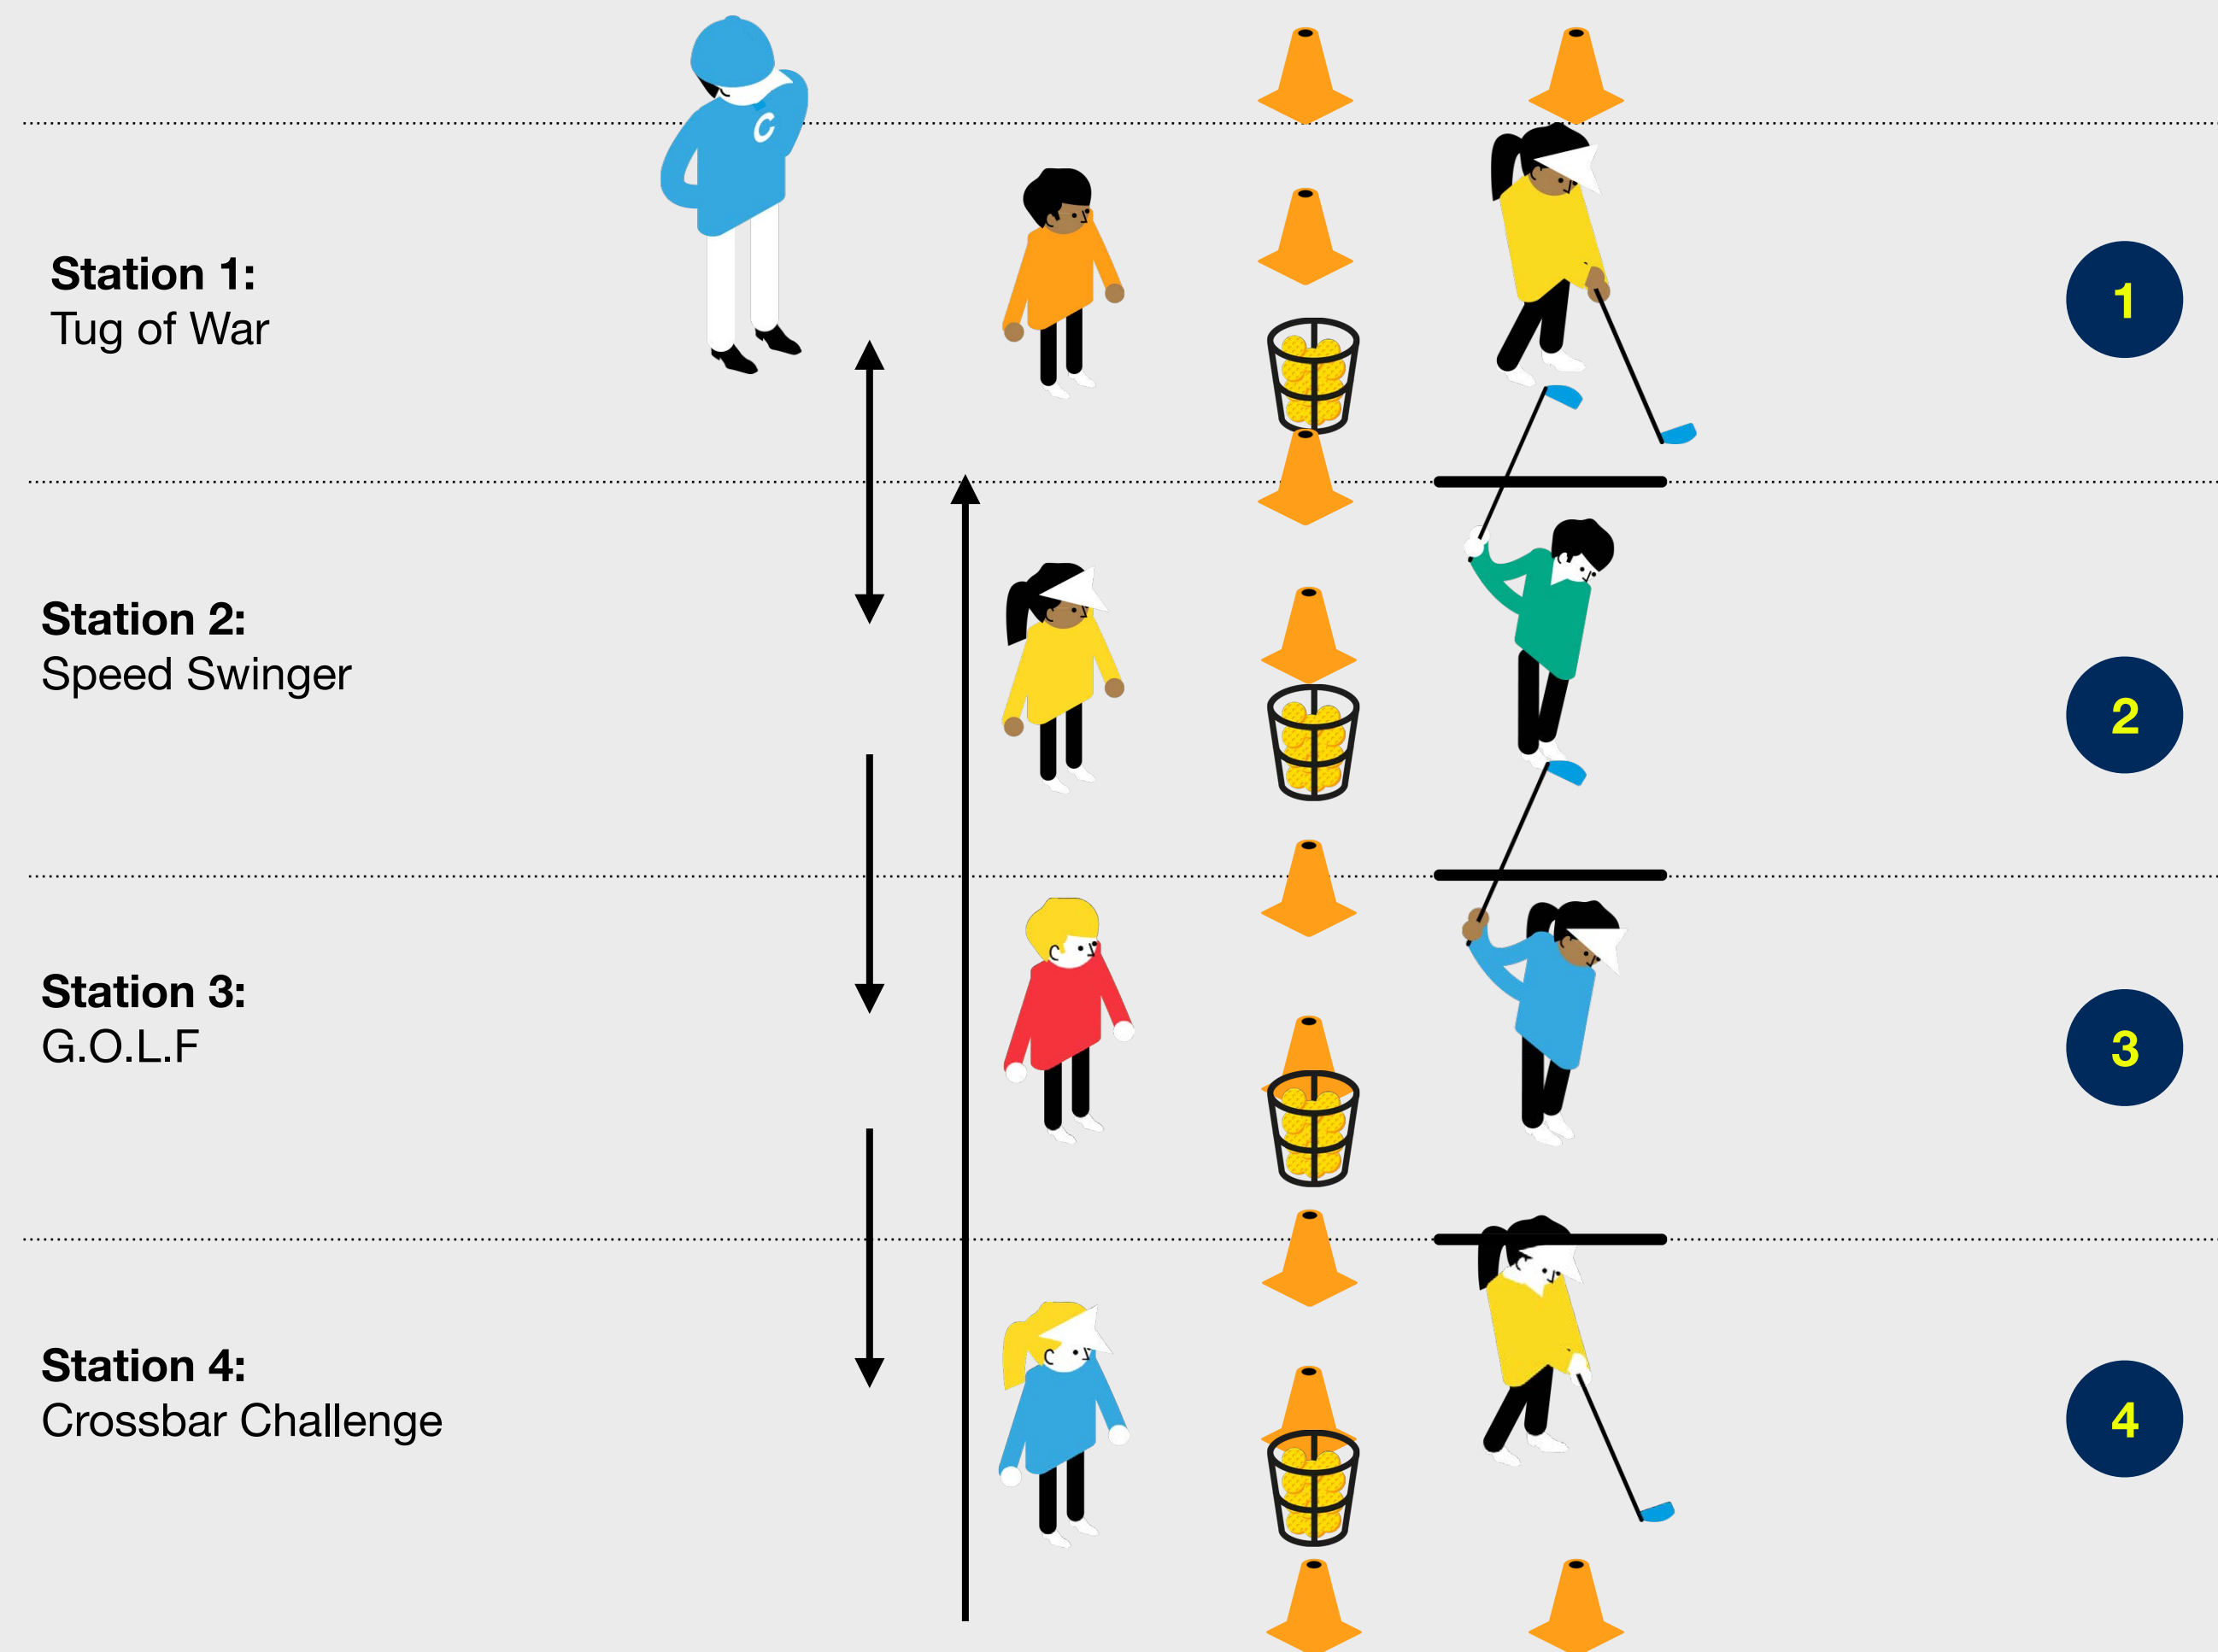 C
Station 1:
Tug of War
1
Station 2:
Speed Swinger
2
Station 3:
G.O.L.F
3
Station 4:
Crossbar Challenge
4